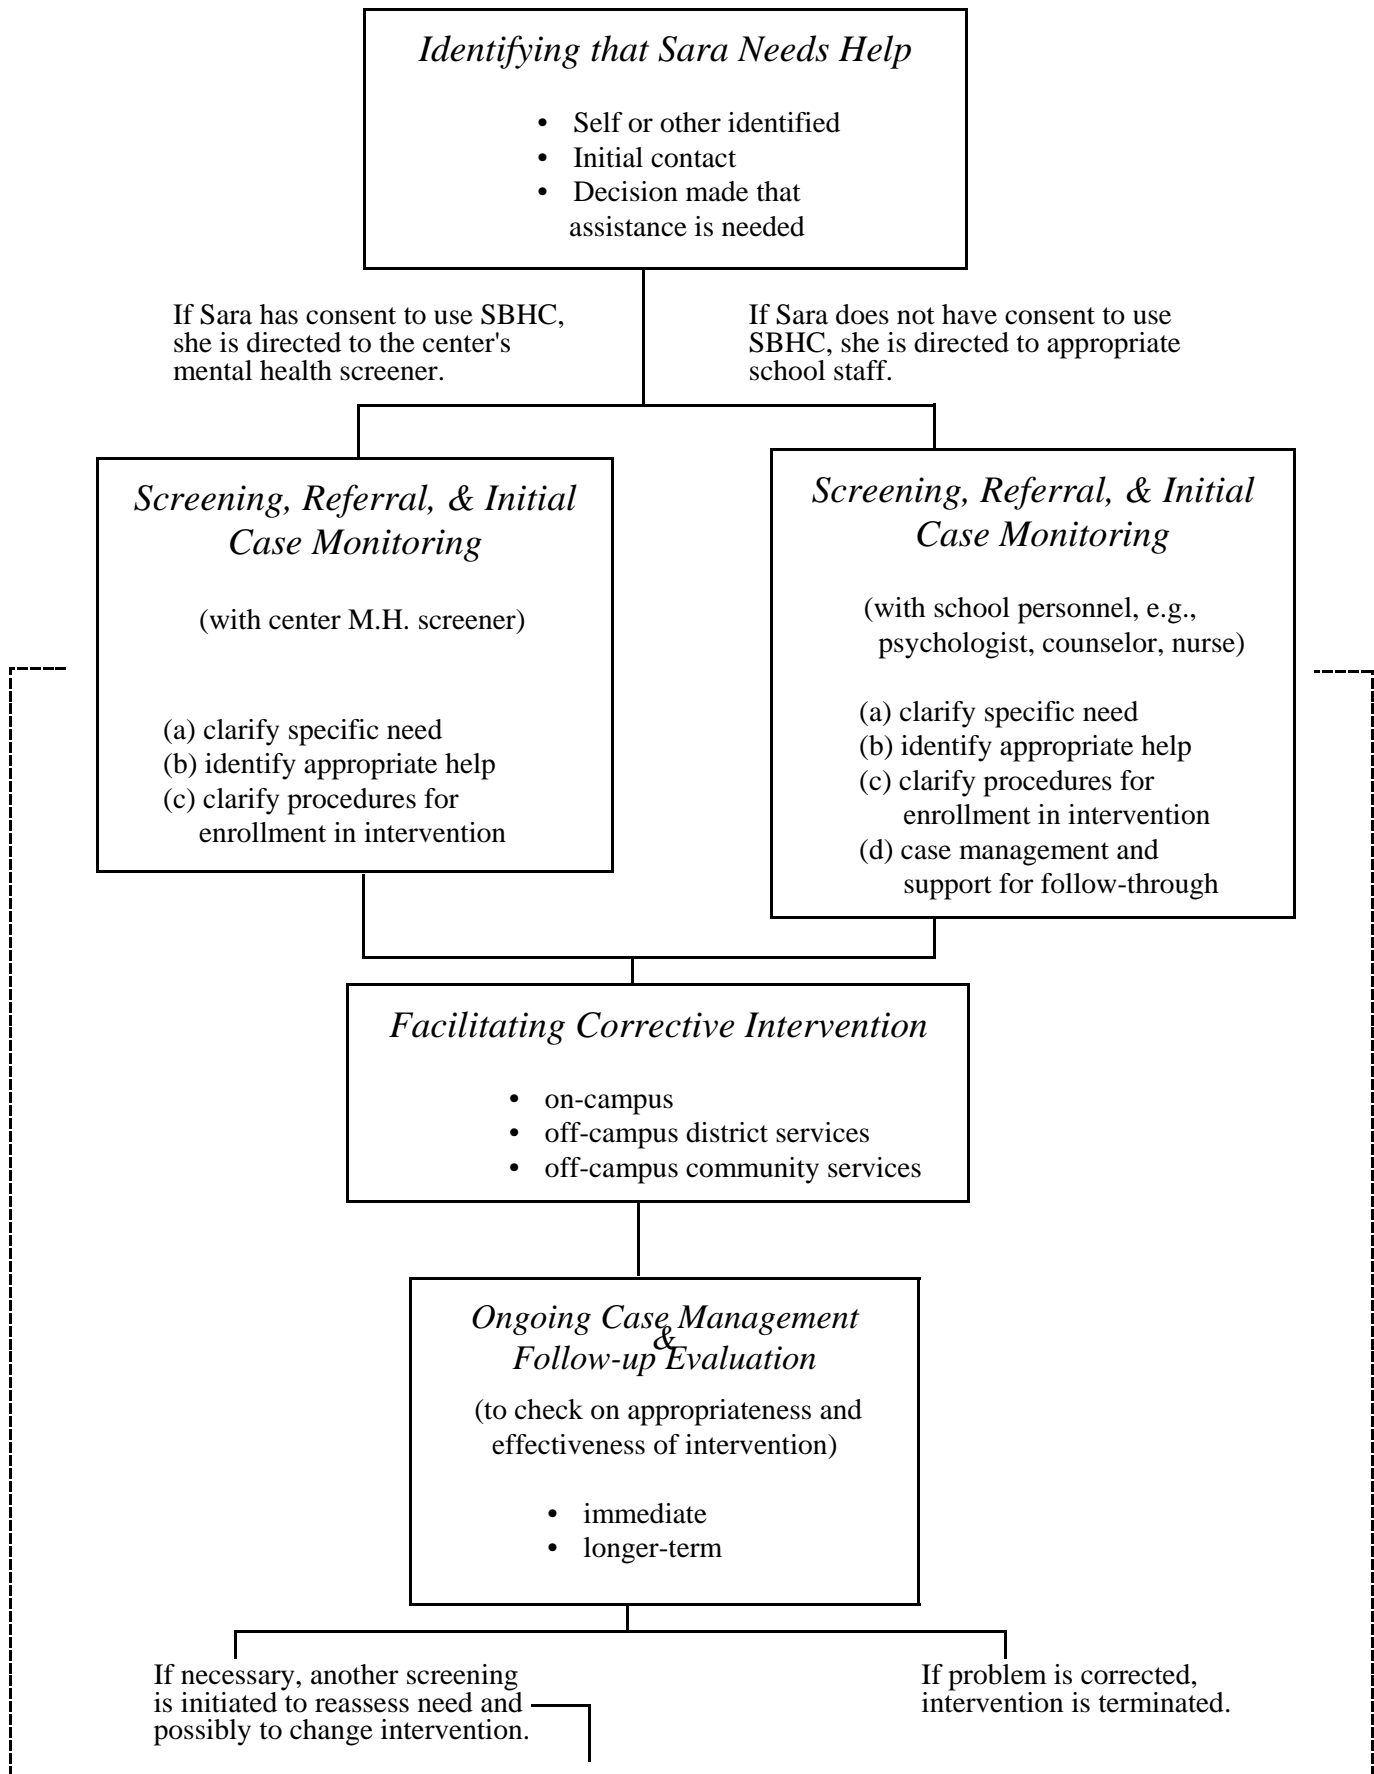 Identifying that Sara Needs Help
• Self or other identified
• Initial contact
• Decision made that
assistance is needed
If Sara has consent to use SBHC,
she is directed to the center's
mental health screener.
If Sara does not have consent to use
SBHC, she is directed to appropriate
school staff.
Screening, Referral, & Initial
Case Monitoring
(with center M.H. screener)
(a) clarify specific need
(b) identify appropriate help
(c) clarify procedures for
enrollment in intervention
Screening, Referral, & Initial
Case Monitoring
(with school personnel, e.g.,
psychologist, counselor, nurse)
(a) clarify specific need
(b) identify appropriate help
(c) clarify procedures for
enrollment in intervention
(d) case management and
support for follow-through
Facilitating Corrective Intervention
• on-campus
• off-campus district services
• off-campus community services
Ongoing Case Management
&
Follow-up Evaluation
(to check on appropriateness and
effectiveness of intervention)
• immediate
• longer-term
If necessary, another screening
is initiated to reassess need and
possibly to change intervention.
If problem is corrected,
intervention is terminated.